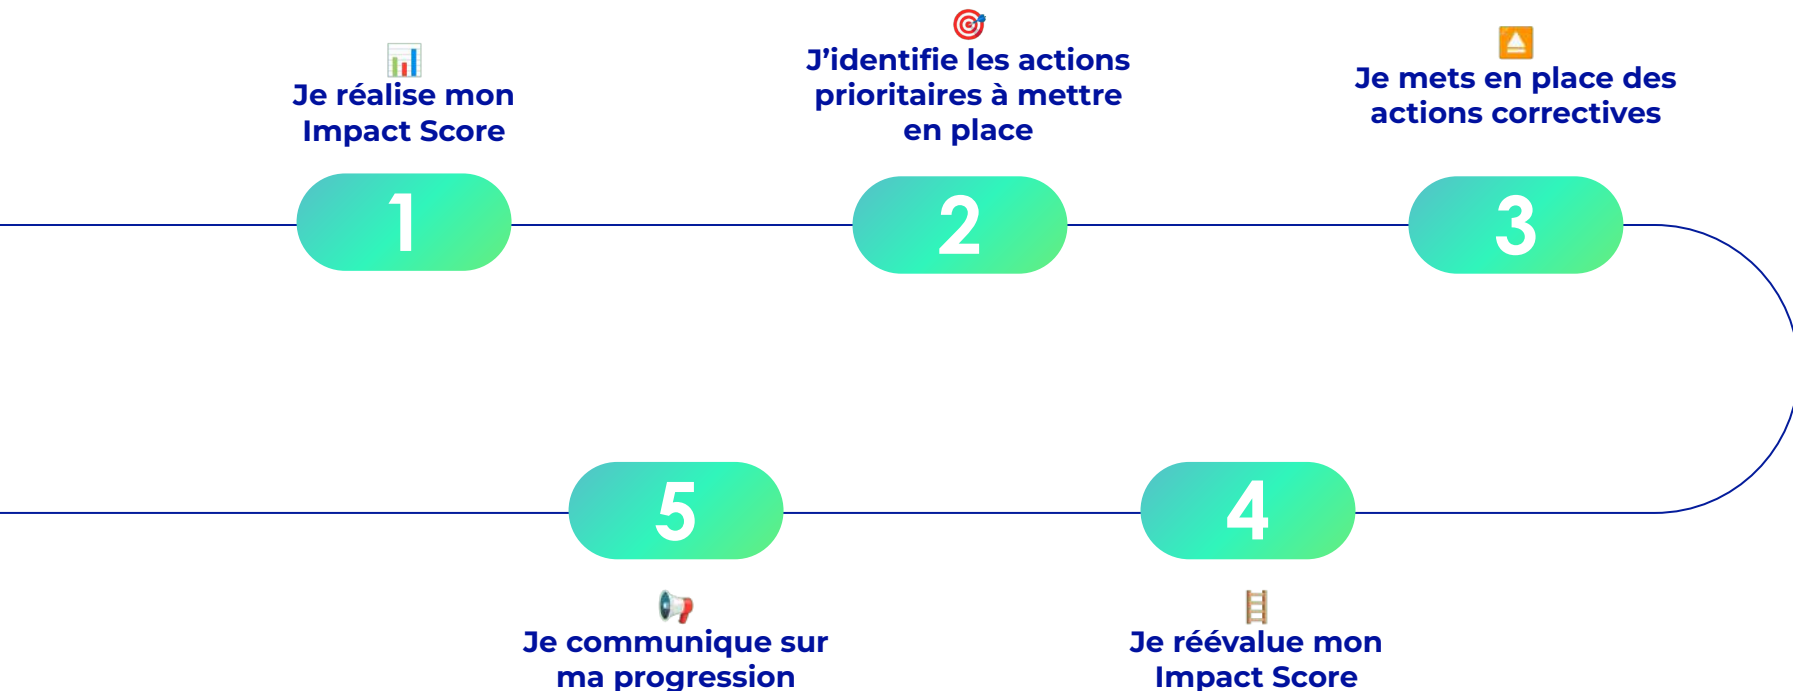 Je réalise mon
Impact Score
1
J’identifie les actions
prioritaires à mettre
en place
2
Je mets en place des
actions correctives
3
4
Je réévalue mon
Impact Score
5
Je communique sur
ma progression